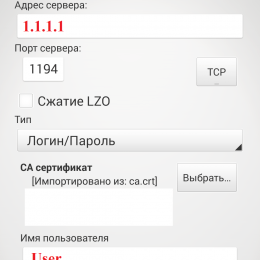 Адрес сервера:
1.1.1.1
Порт сервера:
1194
TCP
Сжатие LZO
Тип
Логин/Пароль
CA сертификат
[Импортировано из: ca.crt]
Выбрать...
Имя пользователя
User